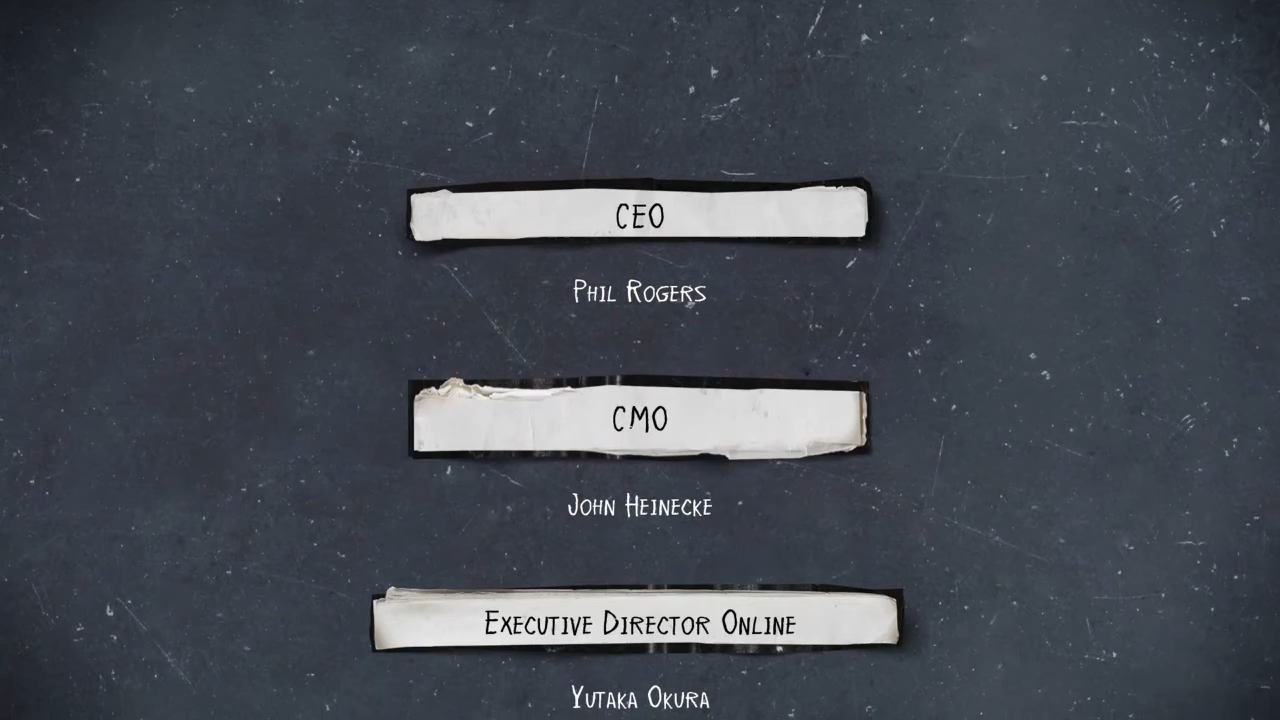 CEO
Phil Rogers
CMO
John Heinecke
Executive Director Online
Yutaka Okura